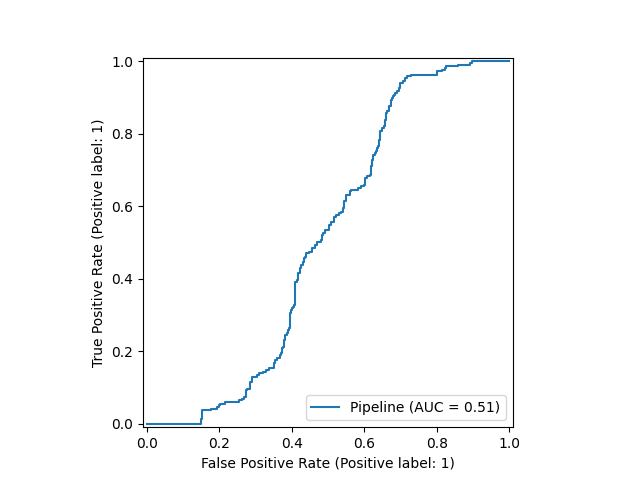 1.0
0.8
0.6
0.4
0.2
0.0
True Positive Rate (Positive label: 1)
Pipeline (AUC = 0.51)
0.0 0.2 0.4 0.6 0.8 1.0
False Positive Rate (Positive label: 1)